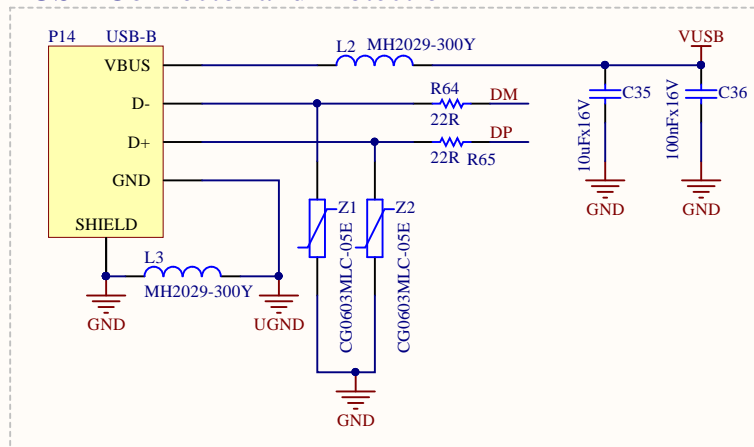 P14 USB-B
VBUS
D-
D+
GND
SHIELD
L2 MH2029-300Y
VUSB
R64
22R
DM
DP
22R R65
C35
10uFx16V
C36
100nFx16V
GND
GND
Z1
CG0603MLC-05E
Z2
CG0603MLC-05E
L3
MH2029-300Y
GND
UGND
GND